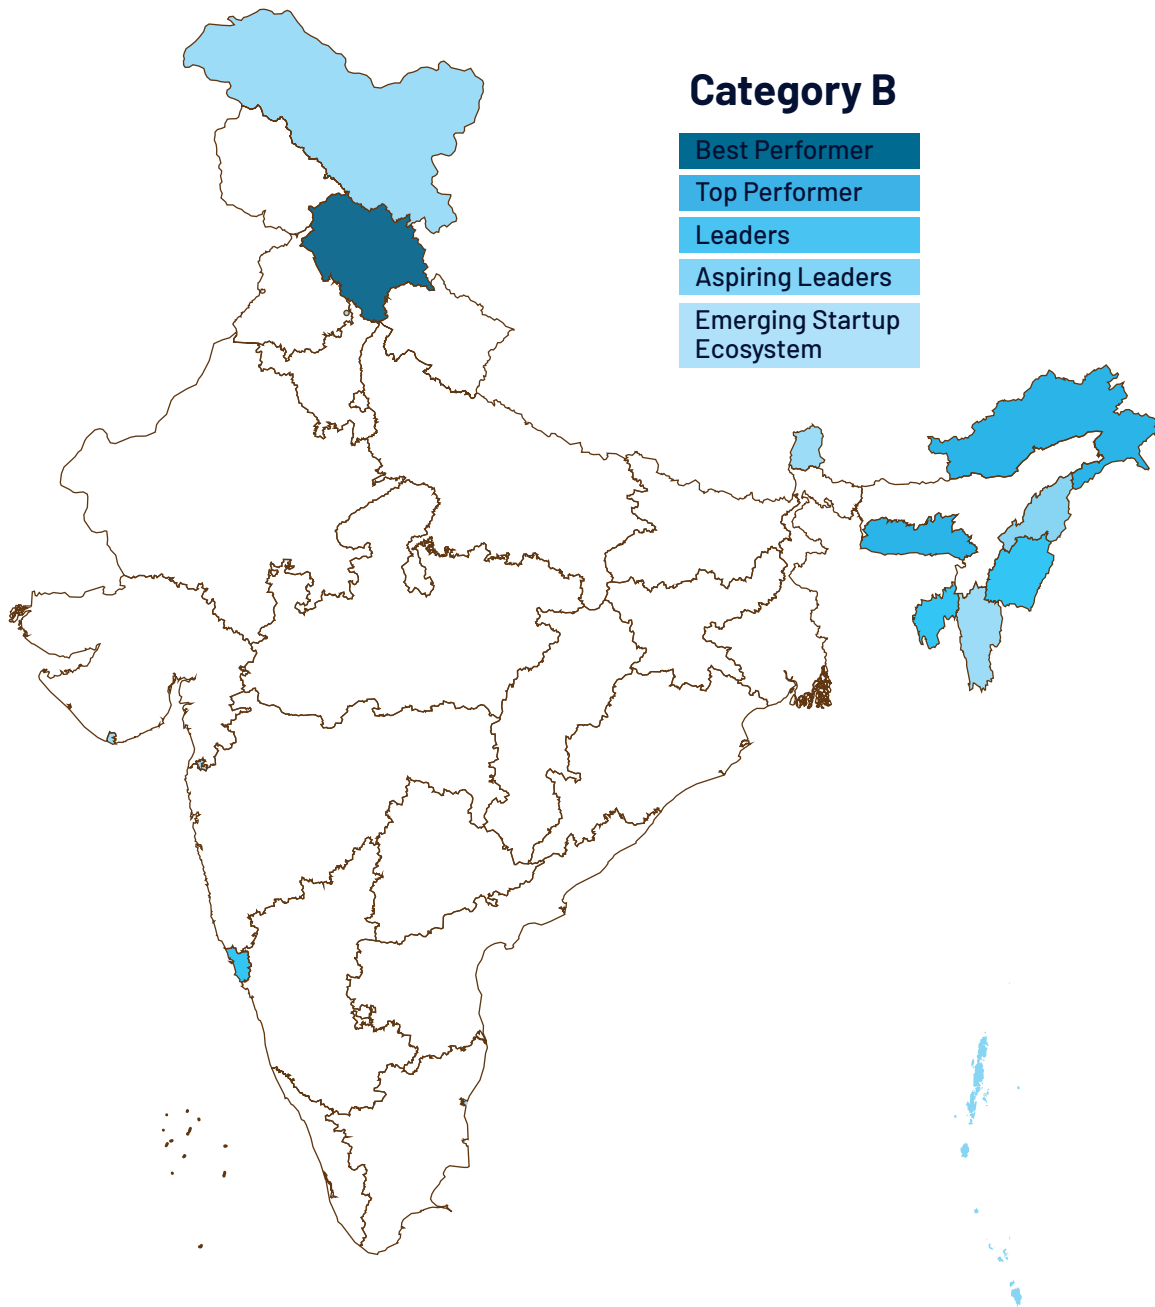 Category B
Best Performer
Top Performer
Leaders
Aspiring Leaders
Emerging Startup
Ecosystem